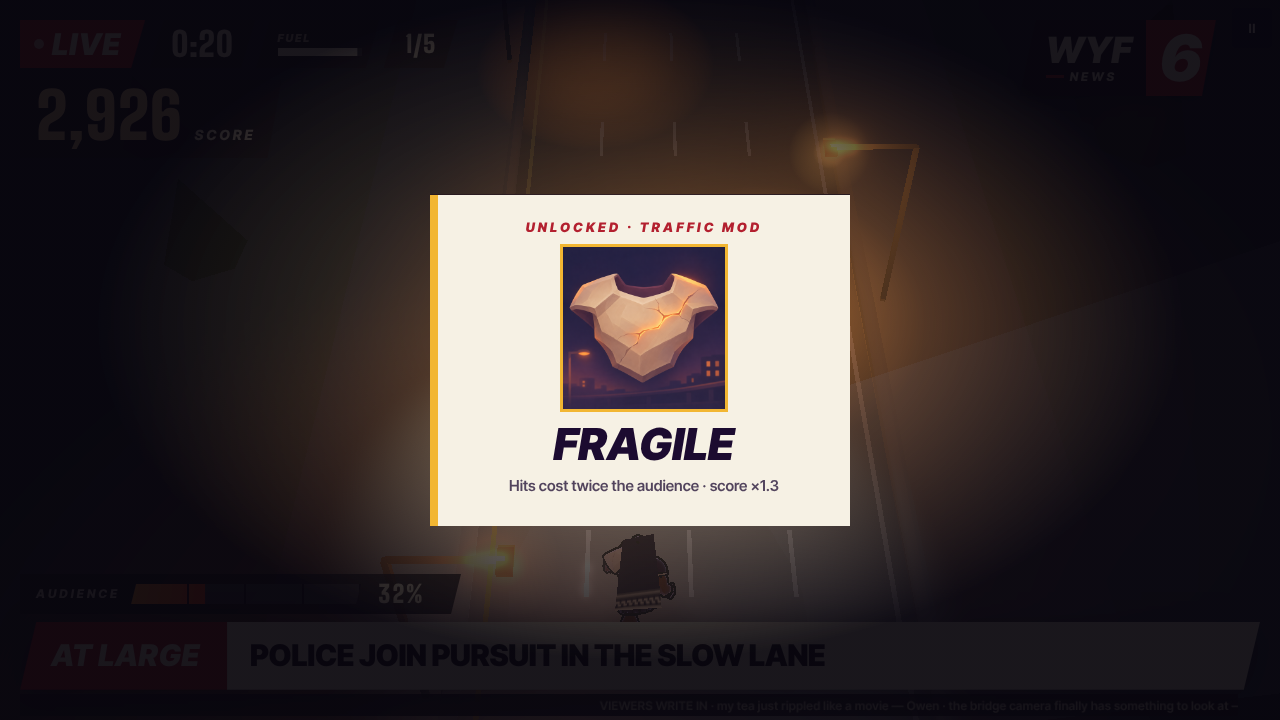 LIVE
0:20
FUEL
1/5
WYF
NEWS
6
2,926 SCORE
UNLOCKED · TRAFFIC MOD
FRAGILE
Hits cost twice the audience · score ×1.3
AUDIENCE
32%
AT LARGE
POLICE JOIN PURSUIT IN THE SLOW LANE
VIEWERS WRITE IN · my tea just rippled like a movie — Owen · the bridge camera finally has something to look at –